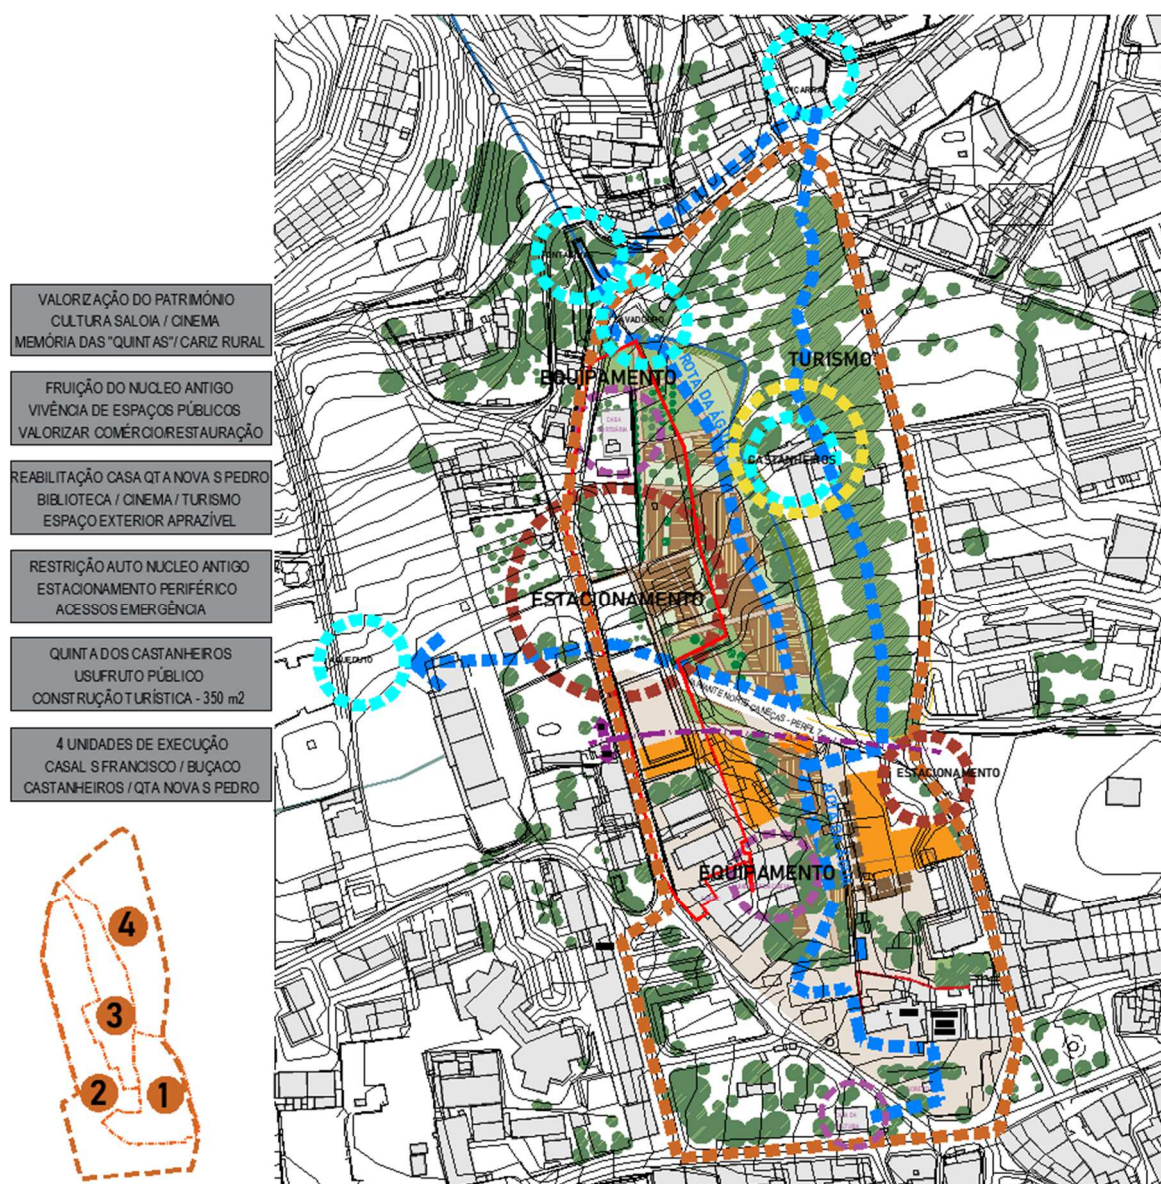 VALORIZAÇÃO DO PATRIMÓNIO
CULTURA SALOIA / CINEMA
MEMÓRIA DAS "QUINTAS"/ CARIZ RURAL
FRUIÇÃO DO NUCLEO ANTIGO
VIVÊNCIA DE ESPAÇOS PÚBLICOS
VALORIZAR COMÉRCIO/RESTAURAÇÃO
REABILITAÇÃO CASA QTA NOVA S PEDRO
BIBLIOTECA / CINEMA / TURISMO
ESPAÇO EXTERIOR APRAZÍVEL
RESTRIÇÃO AUTO NUCLEO ANTIGO
ESTACIONAMENTO PERIFÉRICO
ACESSOS EMERGÊNCIA
QUINTA DOS CASTANHEIROS
USUFRUTO PÚBLICO
CONSTRUÇÃO TURÍSTICA - 350 m2
4 UNIDADES DE EXECUÇÃO
CASAL S FRANCISCO / BUÇACO
CASTANHEIROS / QTA NOVA S PEDRO
4
3
2
1
TURISMO
EQUIPAMENTO
ROTA DA
CASTANHEIROS
ESTACIONAMENTO
NORTE CANEÇAS - PERFIL
ESTACIONAMENTO
EQUIPAMENTO